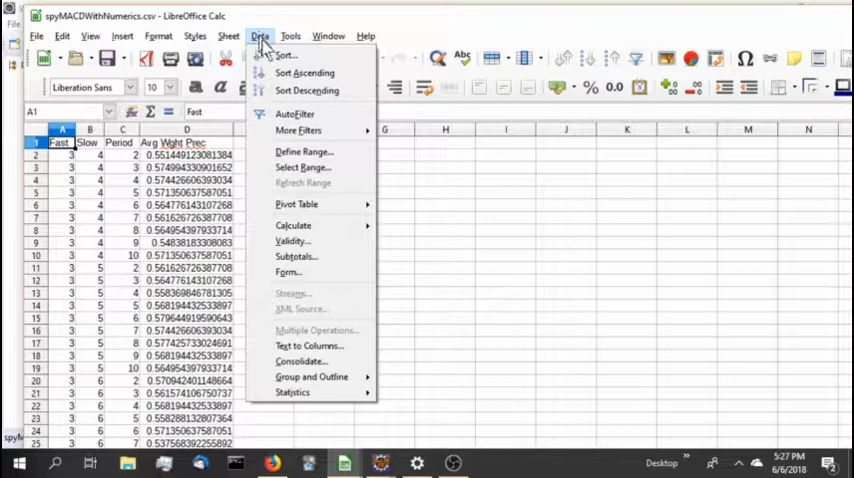 spyMACDWithNumerics.csv - LibreOffice Calc
File Edit View Insert Format Styles Sheet Data Tools Window Help
Liberation Sans 10
A1 Fast
A B C D G H I J K L M N
1 Fast Slow Period Avg Wght Prec
2 3 4 2 0.551449123081384
3 3 4 3 0.574994330901652
4 3 4 4 0.574426606393034
5 3 4 5 0.571350637587051
6 3 4 6 0.564776143107512
7 3 4 7 0.561626726387708
8 3 4 8 0.564954397933714
9 3 4 9 0.54838183308083
10 3 4 10 0.571350637587051
11 3 5 2 0.561626726387708
12 3 5 3 0.564776143107512
13 3 5 4 0.558369846781305
14 3 5 5 0.568194432533897
15 3 5 6 0.579644919590643
16 3 5 7 0.574426606393034
17 3 5 8 0.577425733024691
18 3 5 9 0.568194432533897
19 3 5 10 0.564954397933714
20 3 6 2 0.570942401148664
21 3 6 3 0.561574106750737
22 3 6 4 0.568194432533897
23 3 6 5 0.558288132807364
24 3 6 6 0.571350637587051
25 3 6 7 0.537568392255892
Sort...
Sort Ascending
Sort Descending
AutoFilter
More Filters
Define Range...
Select Range...
Refresh Range
Pivot Table
Calculate
Validity...
Subtotals...
Form...
Streams...
XML Source...
Multiple Operations...
Text to Columns...
Consolidate...
Group and Outline
Statistics
Desktop
5:27 PM
6/6/2018